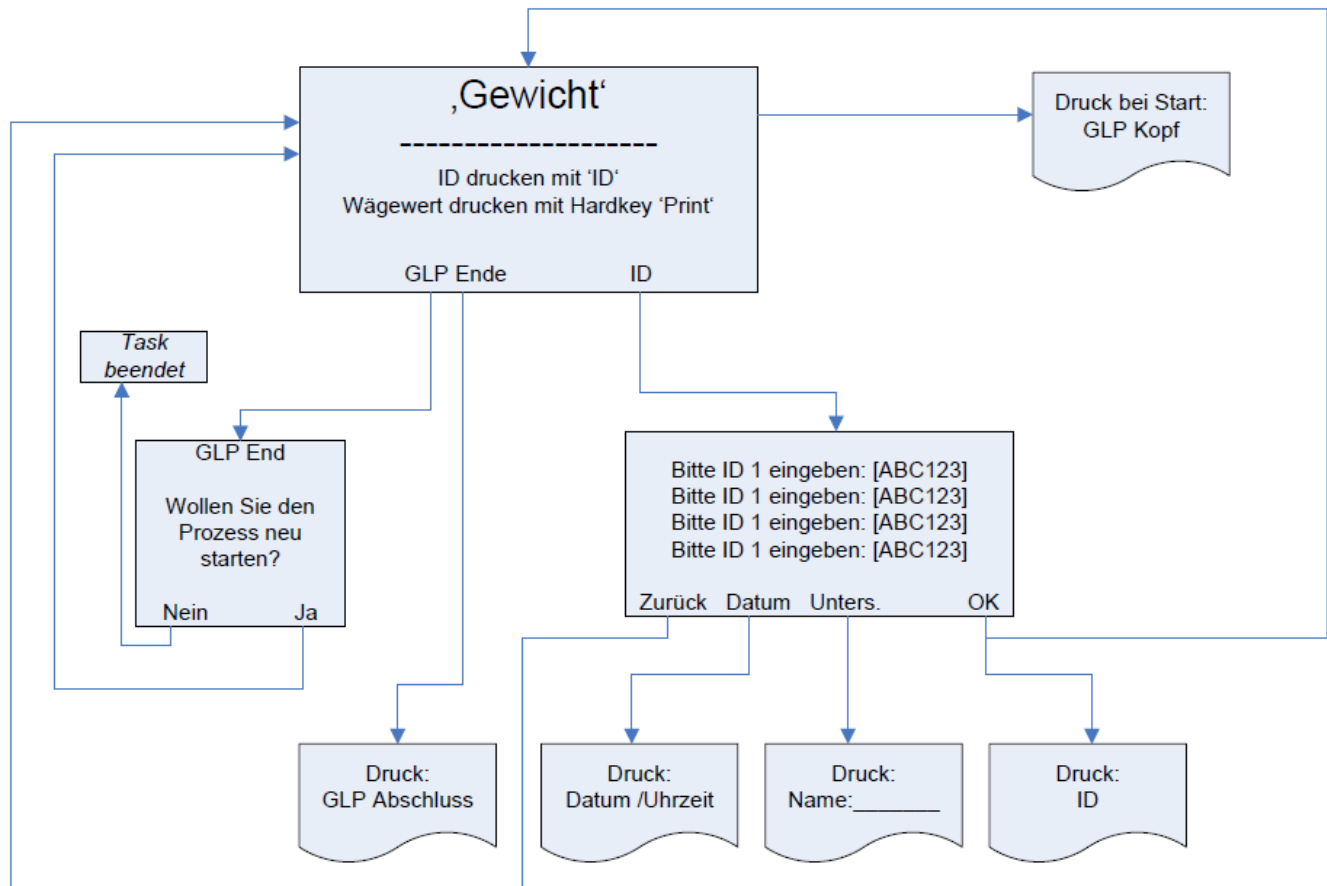 ‚Gewicht‘
--------------------
ID drucken mit ‘ID‘
Wägewert drucken mit Hardkey ‘Print‘
GLP Ende ID
Druck bei Start:
GLP Kopf
Task
beendet
GLP End
Wollen Sie den
Prozess neu
starten?
Nein Ja
Bitte ID 1 eingeben: [ABC123]
Bitte ID 1 eingeben: [ABC123]
Bitte ID 1 eingeben: [ABC123]
Bitte ID 1 eingeben: [ABC123]
Zurück Datum Unters. OK
Druck:
GLP Abschluss
Druck:
Datum /Uhrzeit
Druck:
Name:_______
Druck:
ID